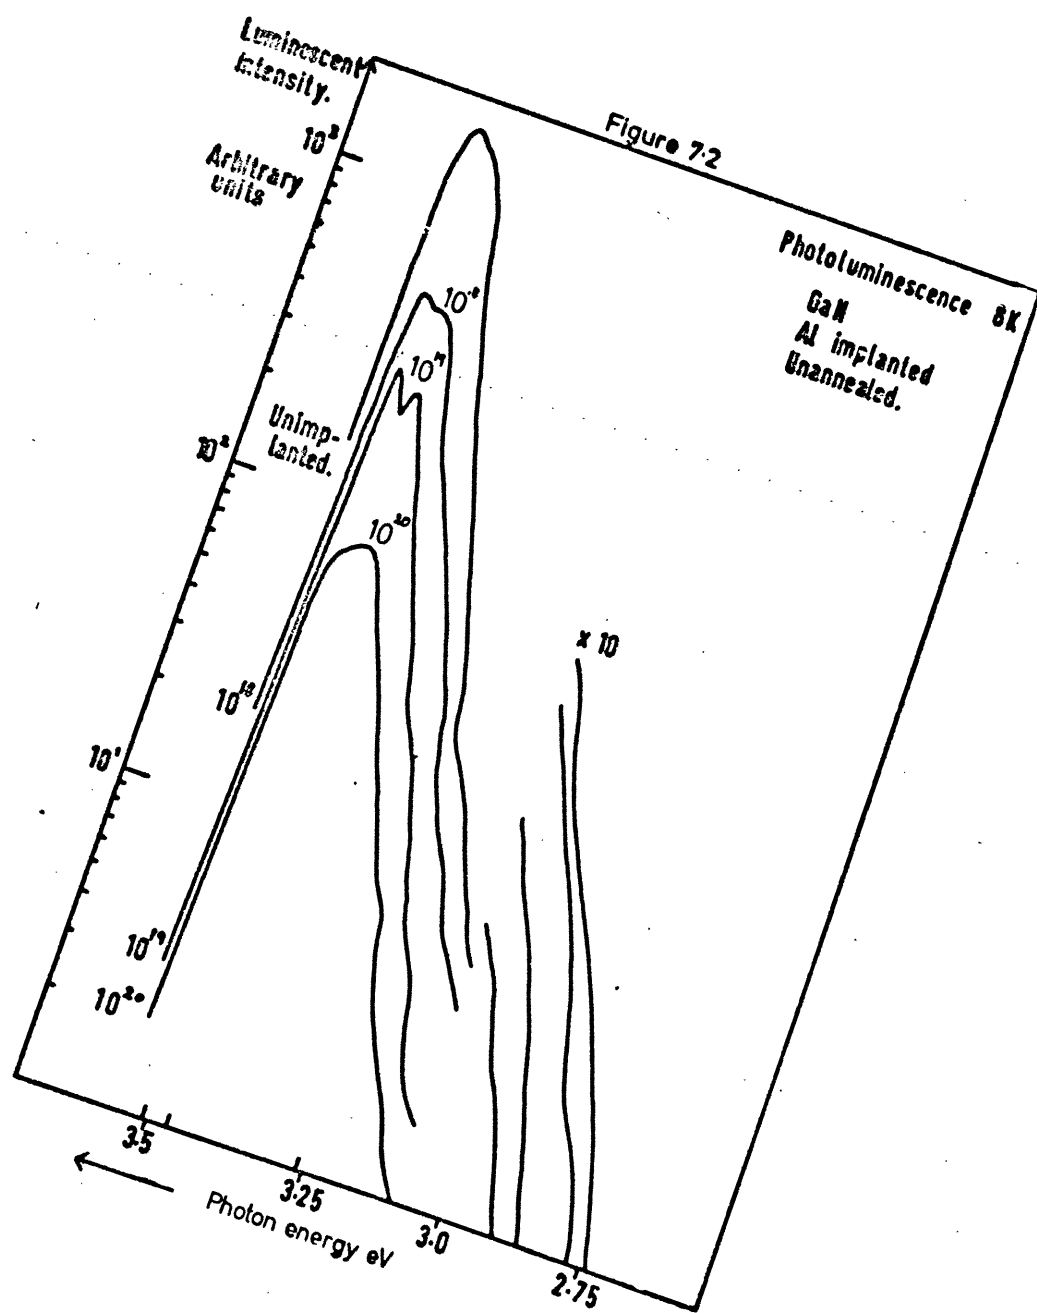 Luminescent
Intensity.
Arbitrary
units
Figure 7·2
Photoluminescence 8K
GaN
Al implanted
Unannealed.
10³
10²
10¹
Unimp-
lanted.
10¹⁹
10²⁰
10¹⁸
10¹⁹
10²⁰
x 10
3·5
3·25
3·0
2·75
Photon energy eV